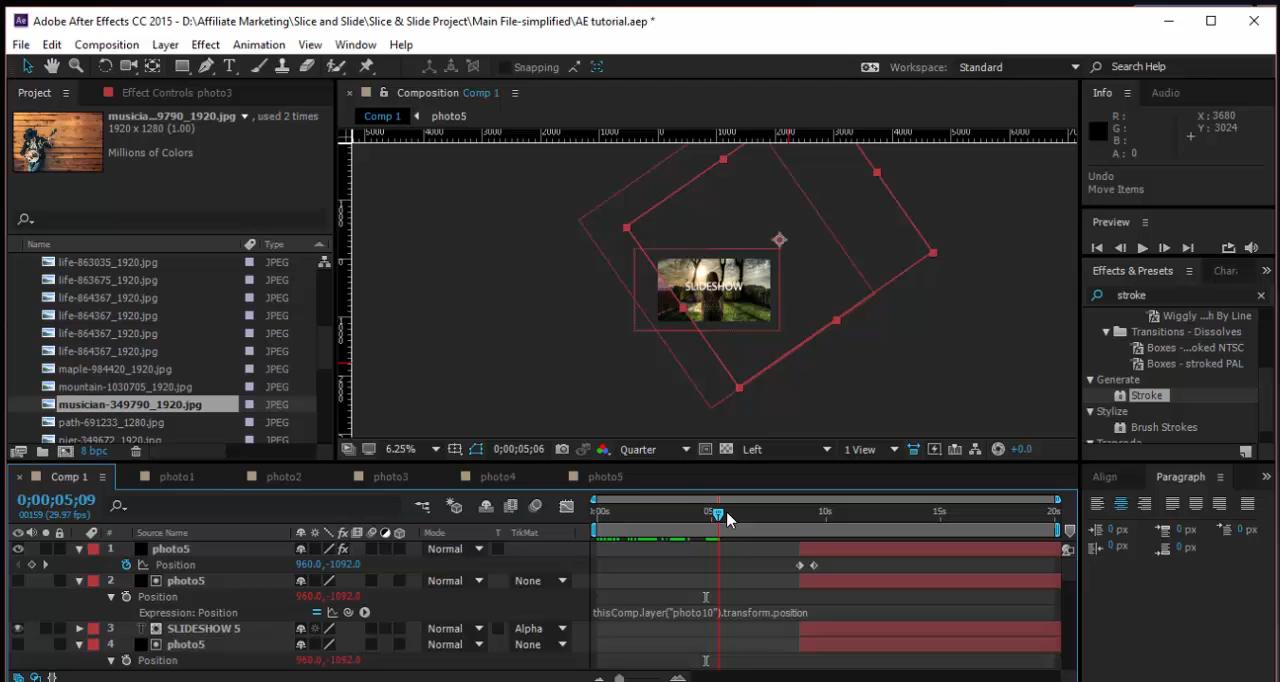 Adobe After Effects CC 2015 - D:\Affiliate Marketing\Slice and Slide\Slice & Slide Project\Main File-simplified\AE tutorial.aep *
File Edit Composition Layer Effect Animation View Window Help
Snapping Workspace: Standard Search Help
Project Effect Controls photo3 Composition Comp 1 Info Audio
musicia...9790_1920.jpg , used 2 times
1920 x 1280 (1.00)
Millions of Colors
Comp 1 photo5
R: X: 3680
G: Y: 3024
B:
A: 0
Undo
Move Items
Preview
Effects & Presets Chara
stroke
Wiggly ...h By Line
Transitions - Dissolves
Boxes -...oked NTSC
Boxes - stroked PAL
Generate
Stroke
Stylize
Brush Strokes
Name Type
life-863035_1920.jpg JPEG
life-863675_1920.jpg JPEG
life-864367_1920.jpg JPEG
life-864367_1920.jpg JPEG
life-864367_1920.jpg JPEG
life-864367_1920.jpg JPEG
maple-984420_1920.jpg JPEG
mountain-1030705_1920.jpg JPEG
musician-349790_1920.jpg JPEG
path-691233_1280.jpg JPEG
pier-349672_1920.jpg JPEG
SLIDESHOW
8 bpc 6.25% 0;00;05;06 Quarter Left 1 View +0.0
Comp 1 photo1 photo2 photo3 photo4 photo5
Align Paragraph
0;00;05;09
00159 (29.97 fps)
:00s 05s 10s 15s 20s
# Source Name Mode T TrkMat
1 photo5 Normal
Position 960.0,-1092.0
2 photo5 Normal None
Position 960.0,-1092.0
Expression: Position thisComp.layer("photo10").transform.position
3 SLIDESHOW 5 Normal Alpha
4 photo5 Normal None
Position 960.0,-1092.0
0 px 0 px 0 px
0 px 0 px